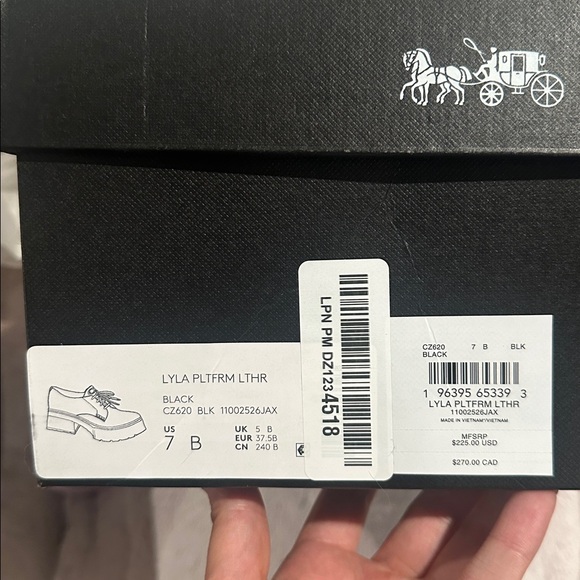 LYLA PLTFRM LTHR
BLACK
CZ620 BLK 11002526JAX
US 7 B
UK 5 B
EUR 37.5B
CN 240 B
LPN PM DZ1234518
CZ620 7 B BLK
BLACK
1 96395 65339 3
LYLA PLTFRM LTHR
11002526JAX
MADE IN VIETNAM*/VIETNAM
MFSRP
$225.00 USD
$270.00 CAD